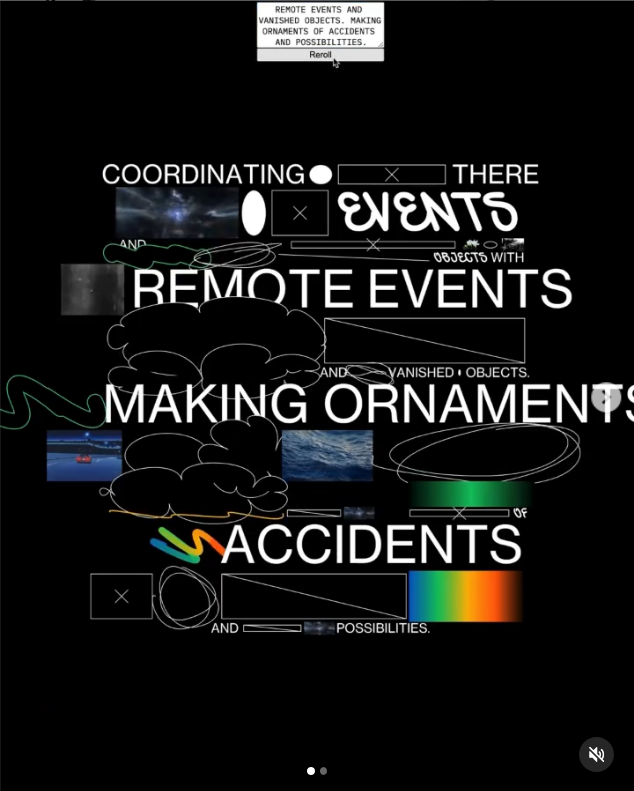 REMOTE EVENTS AND
VANISHED OBJECTS. MAKING
ORNAMENTS OF ACCIDENTS
AND POSSIBILITIES.
Reroll
COORDINATING THERE
EVENTS
AND
OBJECTS WITH
REMOTE EVENTS
AND VANISHED OBJECTS.
MAKING ORNAMENTS
OF
ACCIDENTS
AND POSSIBILITIES.